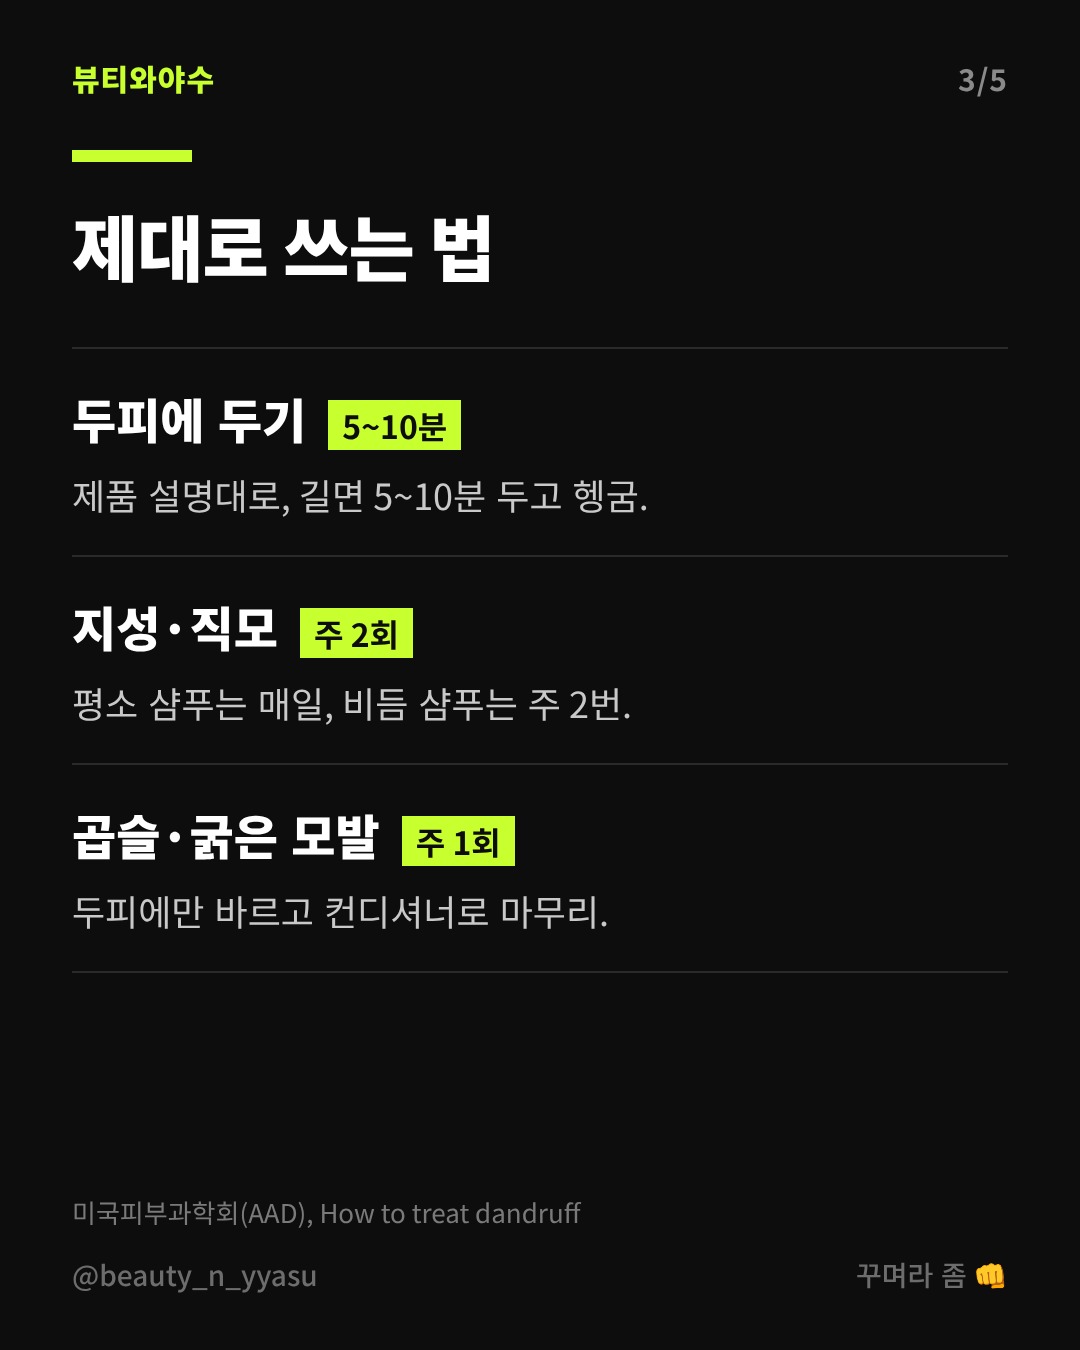 뷰티와야수
3/5
제대로 쓰는 법
두피에 두기 5~10분
제품 설명대로, 길면 5~10분 두고 헹굼.
지성·직모 주 2회
평소 샴푸는 매일, 비듬 샴푸는 주 2번.
곱슬·굵은 모발 주 1회
두피에만 바르고 컨디셔너로 마무리.
미국피부과학회(AAD), How to treat dandruff
@beauty_n_yyasu
꾸며라 좀 👊